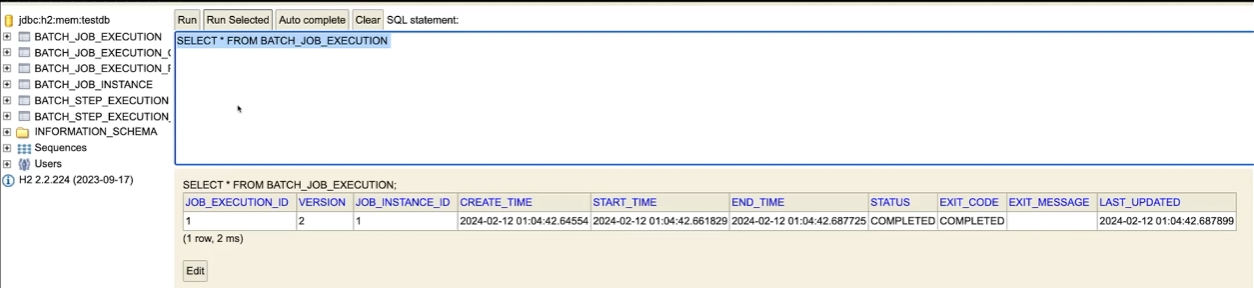 jdbc:h2:mem:testdb
BATCH_JOB_EXECUTION
BATCH_JOB_EXECUTION_
BATCH_JOB_EXECUTION_
BATCH_JOB_INSTANCE
BATCH_STEP_EXECUTION
BATCH_STEP_EXECUTION_
INFORMATION_SCHEMA
Sequences
Users
H2 2.2.224 (2023-09-17)
Run Run Selected Auto complete Clear SQL statement:
SELECT * FROM BATCH_JOB_EXECUTION
SELECT * FROM BATCH_JOB_EXECUTION;
JOB_EXECUTION_ID VERSION JOB_INSTANCE_ID CREATE_TIME START_TIME END_TIME STATUS EXIT_CODE EXIT_MESSAGE LAST_UPDATED
1 2 1 2024-02-12 01:04:42.64554 2024-02-12 01:04:42.661829 2024-02-12 01:04:42.687725 COMPLETED COMPLETED 2024-02-12 01:04:42.687899
(1 row, 2 ms)
Edit